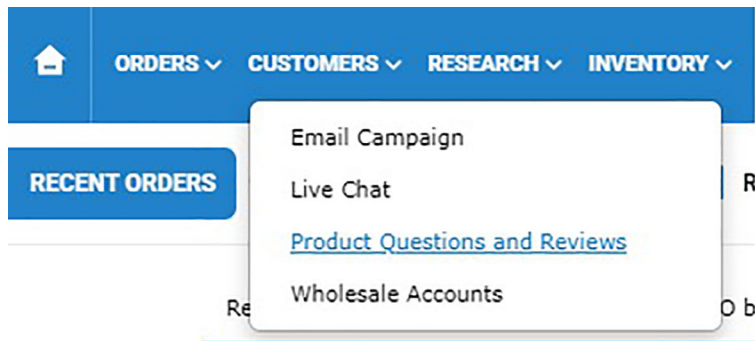 ORDERS CUSTOMERS RESEARCH INVENTORY
Email Campaign
RECENT ORDERS
Live Chat
Product Questions and Reviews
Wholesale Accounts